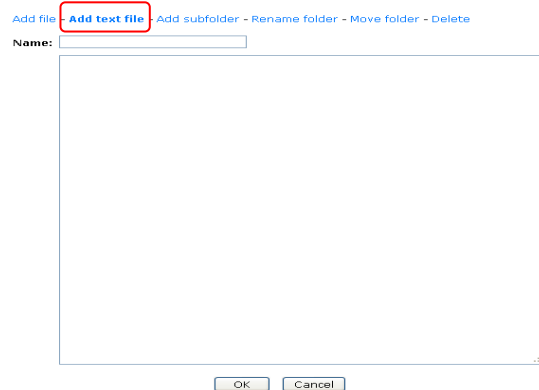 Add file - Add text file - Add subfolder - Rename folder - Move folder - Delete
Name:
OK Cancel